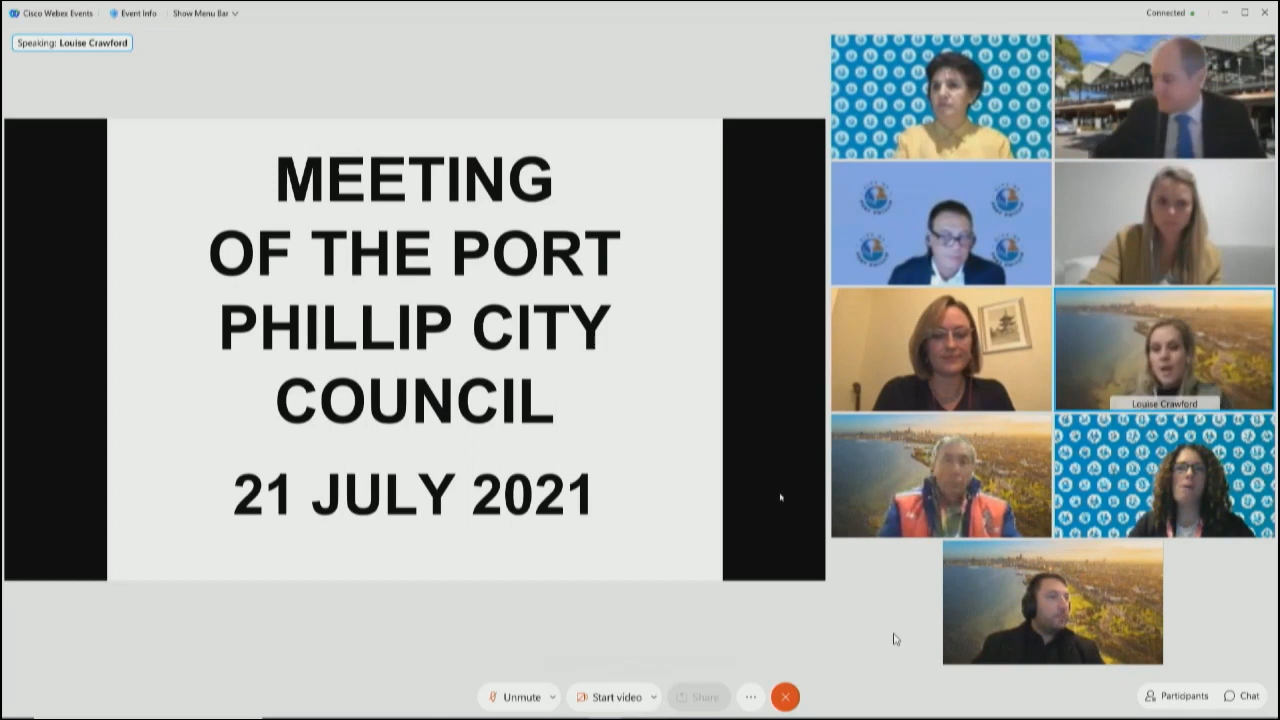 Cisco Webex Events
Event Info
Show Menu Bar
Connected
Speaking: Louise Crawford
MEETING
OF THE PORT
PHILLIP CITY
COUNCIL
21 JULY 2021
Louise Crawford
Unmute
Start video
Share
Participants
Chat